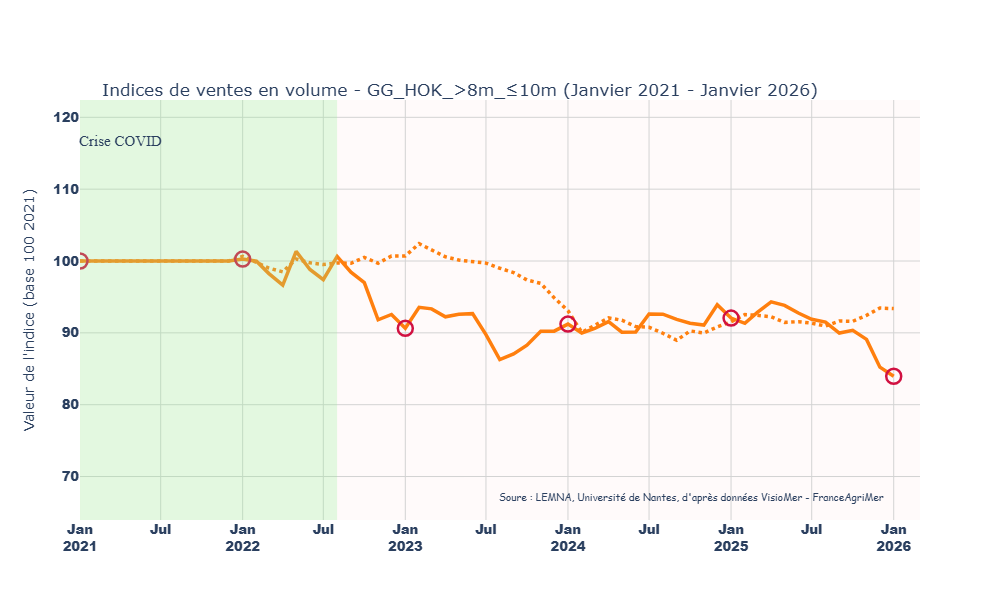 Indices de ventes en volume - GG_HOK_>8m_≤10m (Janvier 2021 - Janvier 2026)
120
Crise COVID
110
100
90
80
70
Valeur de l'indice (base 100 2021)
Soure : LEMNA, Université de Nantes, d'après données VisioMer - FranceAgriMer
Jan Jul Jan Jul Jan Jul Jan Jul Jan Jul Jan
2021 2022 2023 2024 2025 2026